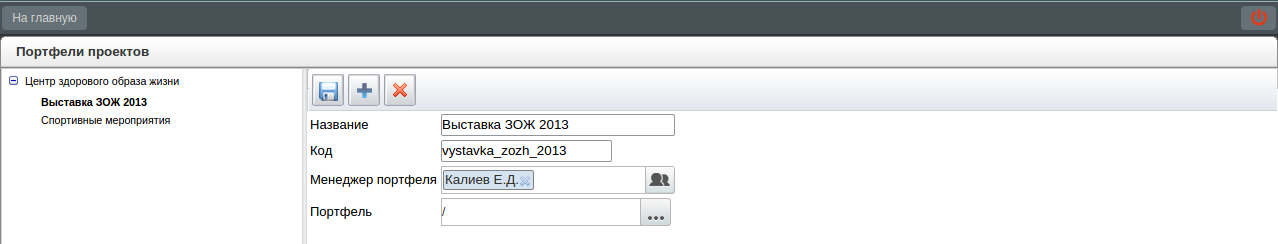 На главную
Портфели проектов
Центр здорового образа жизни
Выставка ЗОЖ 2013
Спортивные мероприятия
Название Выставка ЗОЖ 2013
Код vystavka_zozh_2013
Менеджер портфеля Калиев Е.Д.
Портфель / ...